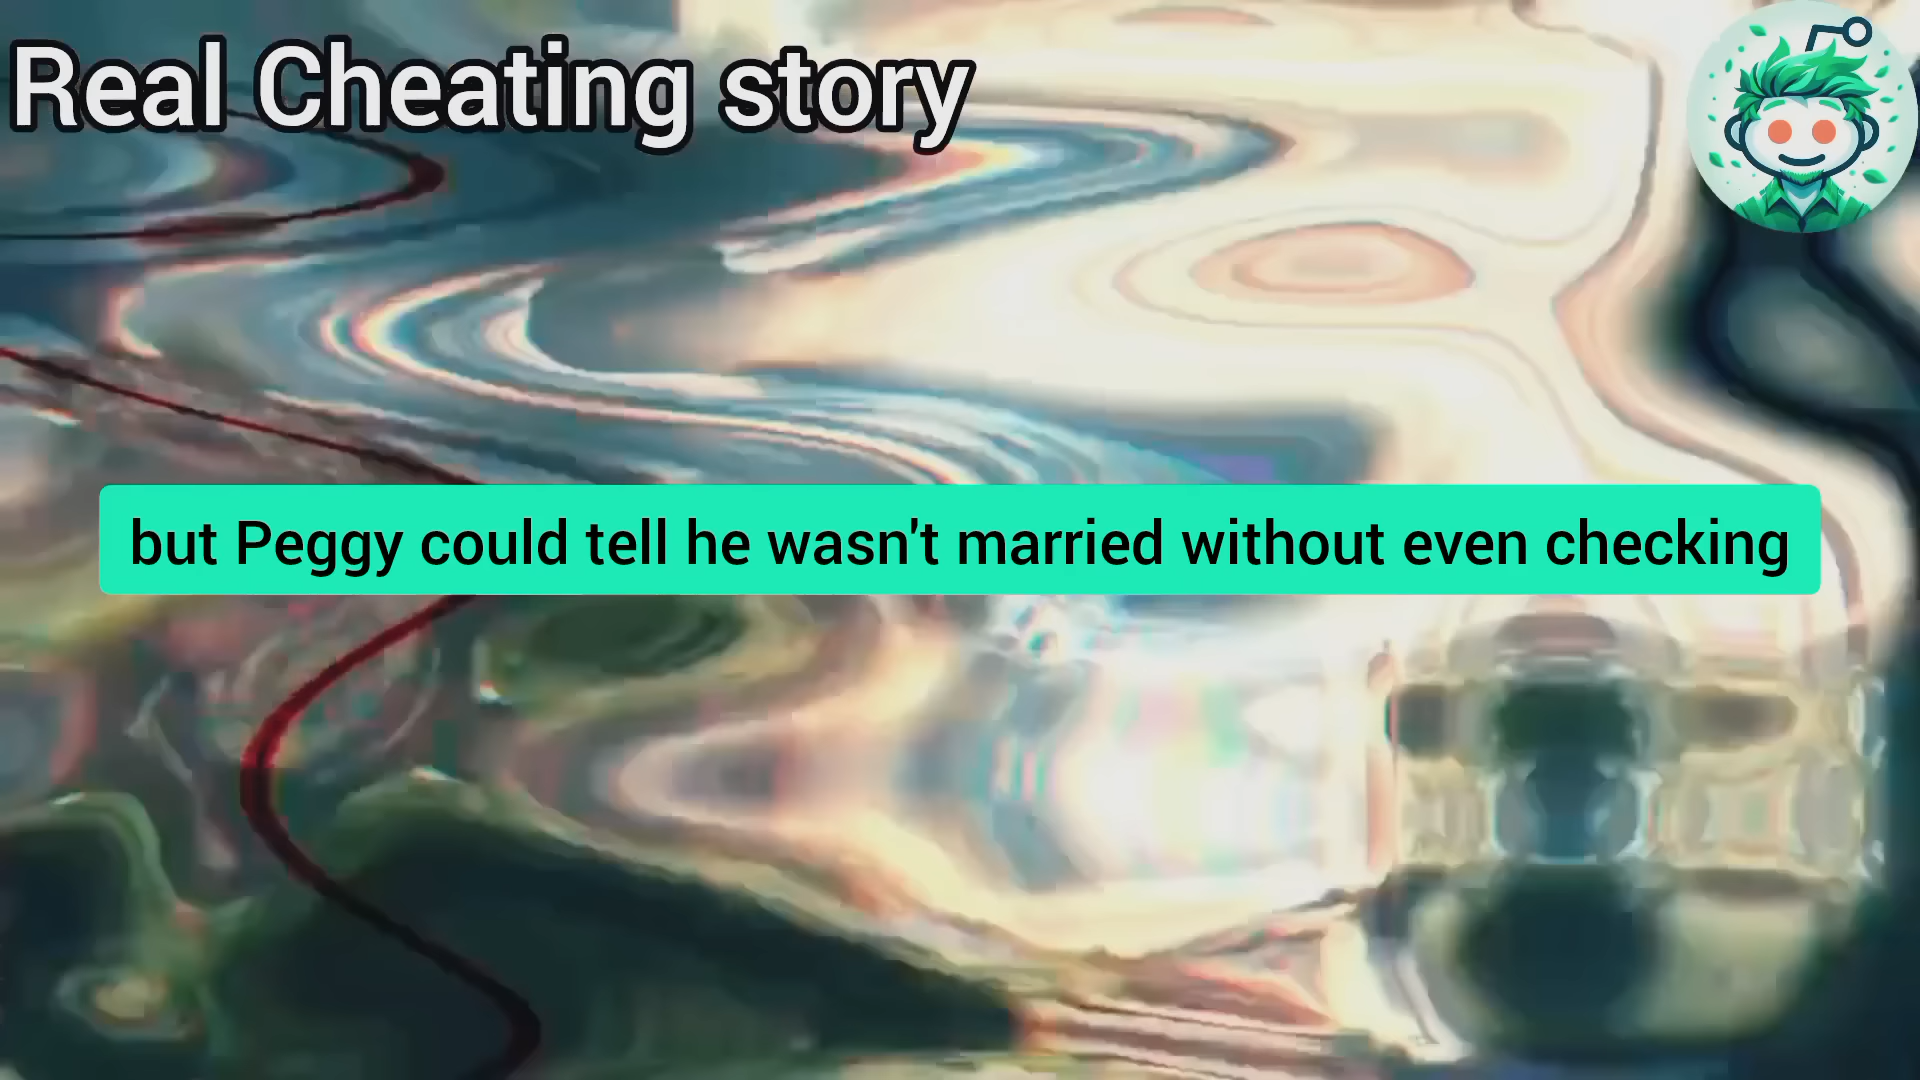 Real Cheating story
but Peggy could tell he wasn't married without even checking